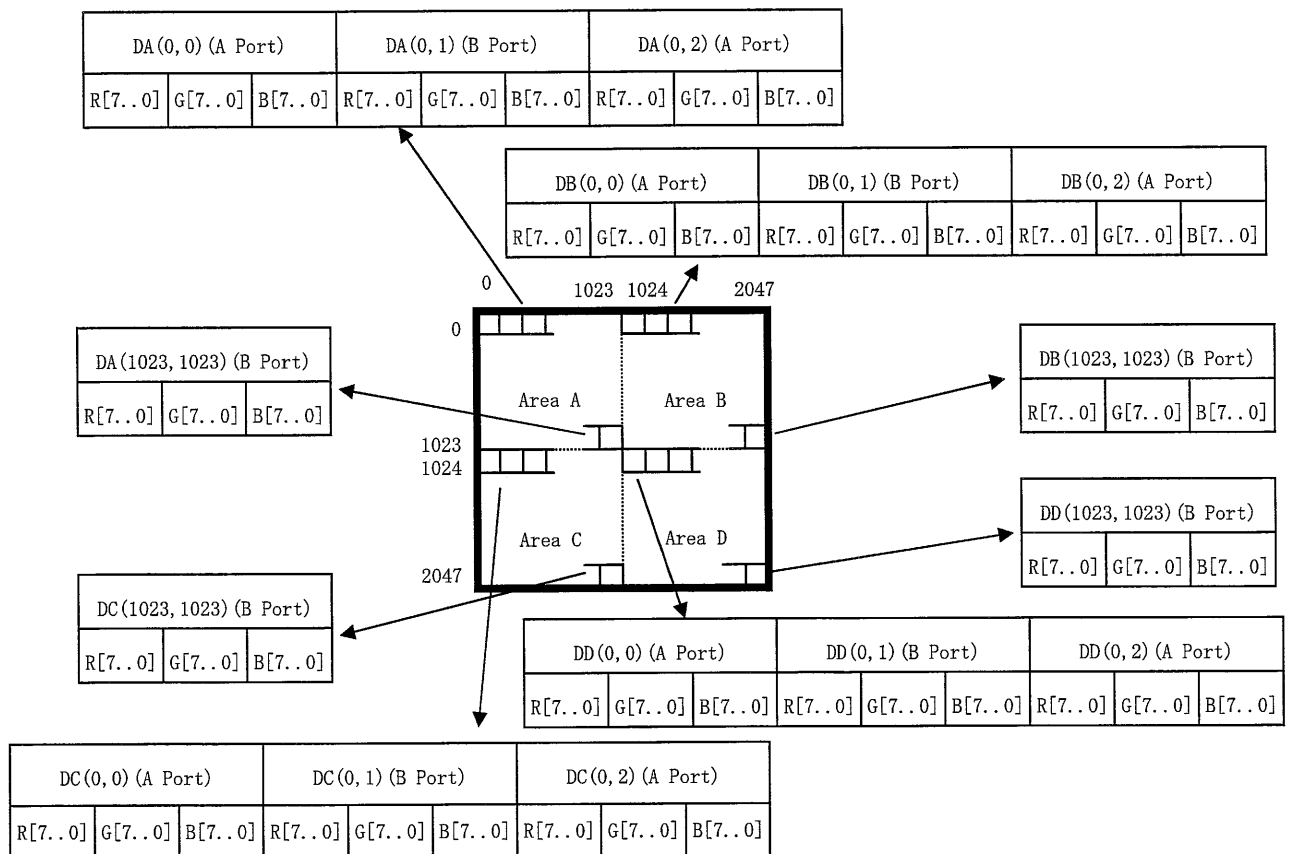 DA(0,0)(A Port) DA(0,1)(B Port) DA(0,2)(A Port)
R[7..0] G[7..0] B[7..0] R[7..0] G[7..0] B[7..0] R[7..0] G[7..0] B[7..0]
DB(0,0)(A Port) DB(0,1)(B Port) DB(0,2)(A Port)
R[7..0] G[7..0] B[7..0] R[7..0] G[7..0] B[7..0] R[7..0] G[7..0] B[7..0]
0 1023 1024 2047
0
DA(1023,1023)(B Port)
R[7..0] G[7..0] B[7..0]
DB(1023,1023)(B Port)
R[7..0] G[7..0] B[7..0]
Area A Area B
1023
1024
Area C Area D
2047
DD(1023,1023)(B Port)
R[7..0] G[7..0] B[7..0]
DC(1023,1023)(B Port)
R[7..0] G[7..0] B[7..0]
DD(0,0)(A Port) DD(0,1)(B Port) DD(0,2)(A Port)
R[7..0] G[7..0] B[7..0] R[7..0] G[7..0] B[7..0] R[7..0] G[7..0] B[7..0]
DC(0,0)(A Port) DC(0,1)(B Port) DC(0,2)(A Port)
R[7..0] G[7..0] B[7..0] R[7..0] G[7..0] B[7..0] R[7..0] G[7..0] B[7..0]